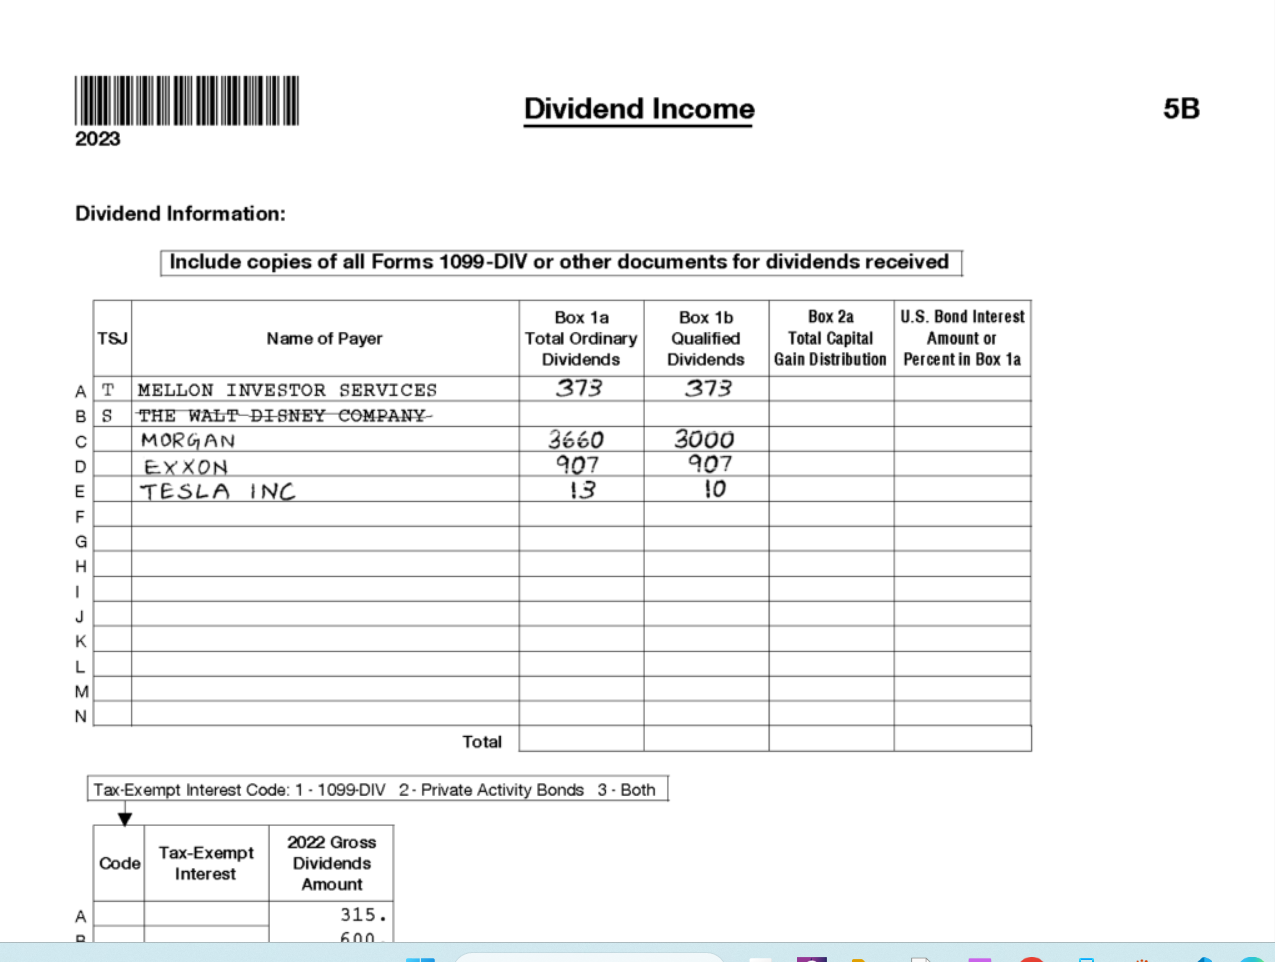 Dividend Income
5B
2023
Dividend Information:
Include copies of all Forms 1099-DIV or other documents for dividends received
TSJ Name of Payer Box 1a Total Ordinary Dividends Box 1b Qualified Dividends Box 2a Total Capital Gain Distribution U.S. Bond Interest Amount or Percent in Box 1a
A T MELLON INVESTOR SERVICES 373 373
B S THE WALT DISNEY COMPANY
C MORGAN 3660 3000
D EXXON 907 907
E TESLA INC 13 10
F
G
H
I
J
K
L
M
N
Total
Tax-Exempt Interest Code: 1 - 1099-DIV 2 - Private Activity Bonds 3 - Both
Code Tax-Exempt Interest 2022 Gross Dividends Amount
A 315.
B 600.